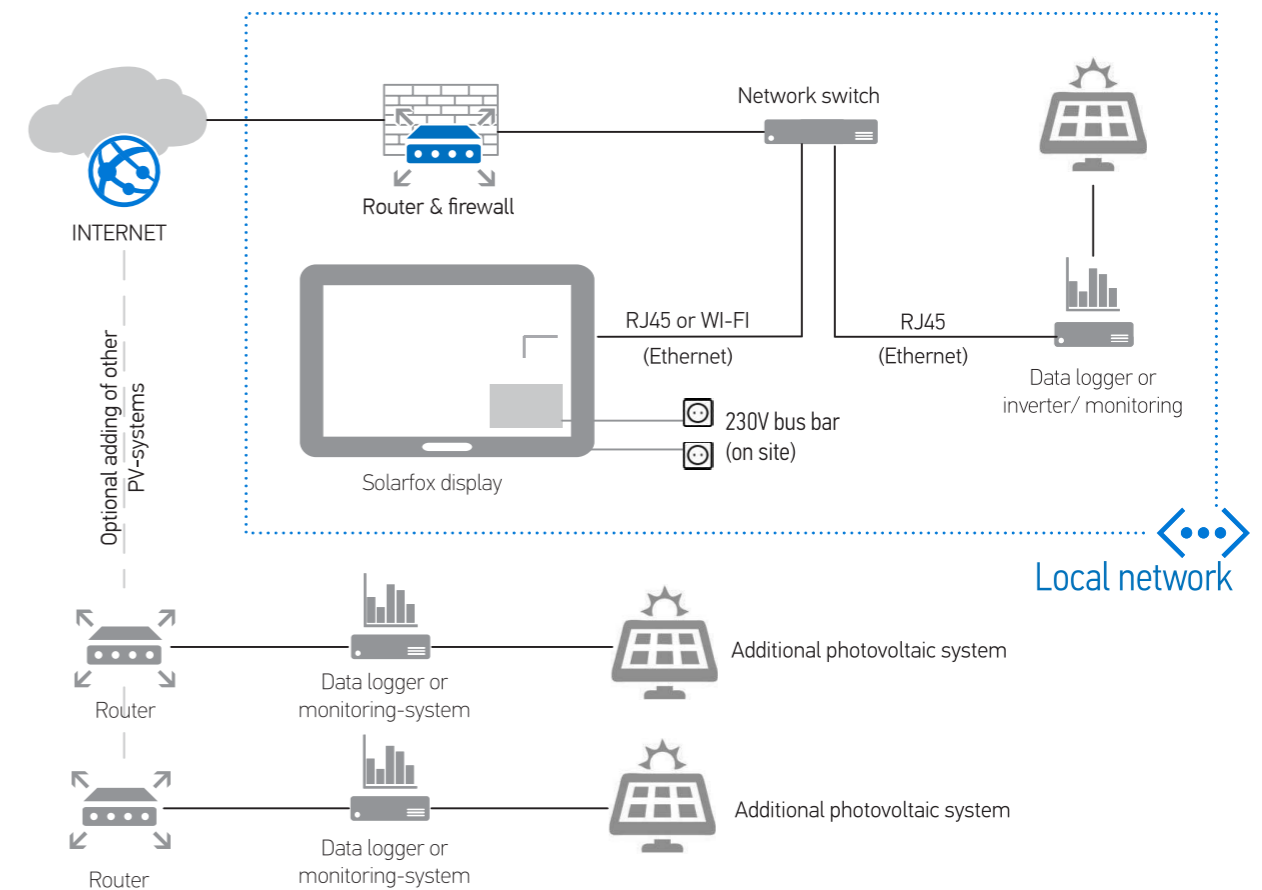 Network switch
Router & firewall
INTERNET
RJ45 or WI-FI
(Ethernet)
RJ45
(Ethernet)
Data logger or
inverter/ monitoring
230V bus bar
(on site)
Solarfox display
Optional adding of other
PV-systems
Local network
Additional photovoltaic system
Data logger or
monitoring-system
Router
Additional photovoltaic system
Data logger or
monitoring-system
Router